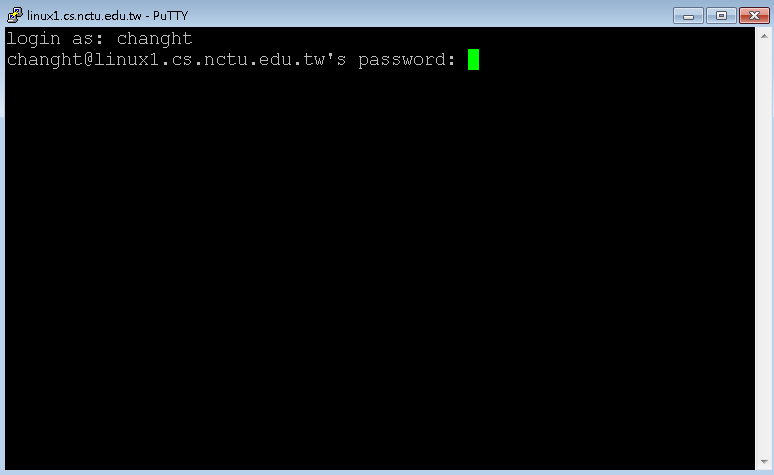 linux1.cs.nctu.edu.tw - PuTTY
login as: changht
changht@linux1.cs.nctu.edu.tw's password: